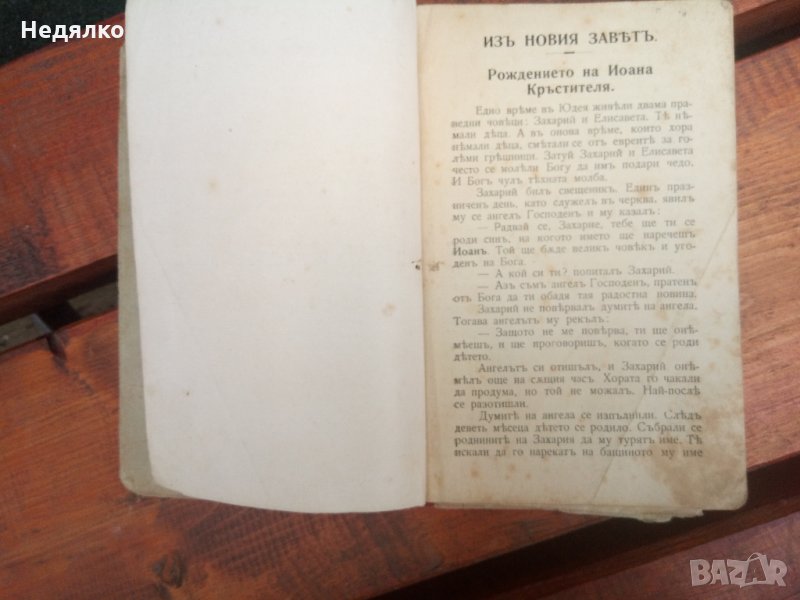 Недялко
ИЗЪ НОВИЯ ЗАВѢТЪ.
Рождението на Иоана
Кръстителя.
Едно врѣме въ Юдея живѣли двама пра-
ведни човѣци: Захарий и Елисавета. Тѣ нѣ-
мали дѣца. А въ онова врѣме, които хора
нѣмали дѣца, смѣтали се отъ евреитѣ за го-
лѣми грѣшници. Затуй Захарий и Елисавета
често се молѣли Богу да имъ подари чедо.
И Богъ чулъ тѣхната молба.
Захарий билъ свещеникъ. Единъ праз-
ниченъ день, като служелъ въ черква, явилъ
му се ангелъ Господенъ и му казалъ:
— Радвай се, Захарие, тебе ще ти се
роди синъ, на когото името ще наречешъ
Иоанъ. Той ще бѫде великъ човѣкъ и уго-
денъ на Бога.
— А кой си ти? попиталъ Захарий.
— Азъ съмъ ангелъ Господенъ, пратенъ
отъ Бога да ти обадя тая радостна новина.
Захарий не повѣрвалъ думитѣ на ангела.
Тогава ангелътъ му рекълъ:
— Защото не ме повѣрва, ти ще онѣ-
мѣешъ, и ще проговоришъ, когато се роди
дѣтето.
Ангелътъ си отишълъ, и Захарий онѣ-
мѣлъ още на сѫщия часъ. Хората го чакали
да продума, но той не можалъ. Най-послѣ
се разотишли.
Думитѣ на ангела се изпълнили. Слѣдъ
деветь мѣсеца дѣтето се родило. Събрали се
роднинитѣ на Захария да му турятъ име. Тѣ
искали да го нарекатъ на бащиното му име
BAZAR